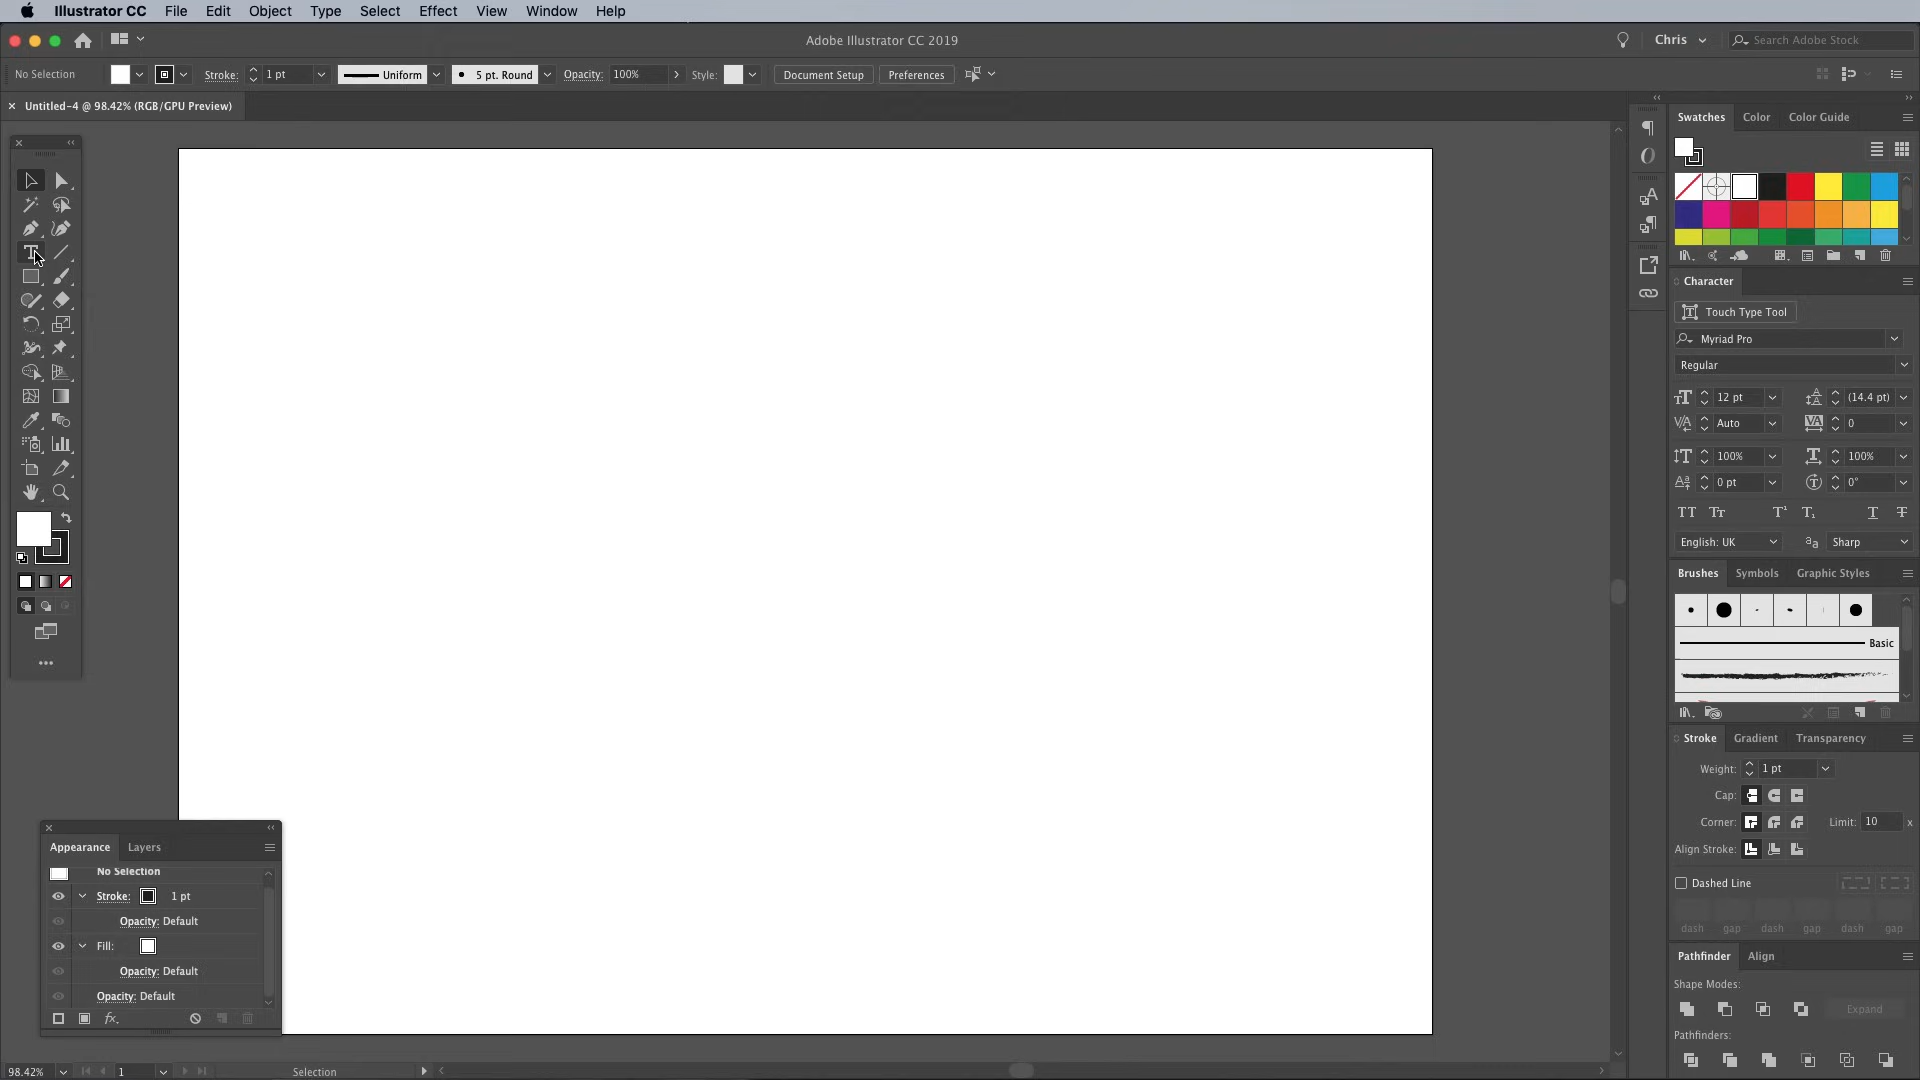 Illustrator CC File Edit Object Type Select Effect View Window Help
Adobe Illustrator CC 2019
Chris
Search Adobe Stock
No Selection
Stroke: 1 pt
Uniform
5 pt. Round
Opacity: 100%
Style:
Document Setup
Preferences
Untitled-4 @ 98.42% (RGB/GPU Preview)
Swatches Color Color Guide
Character
Touch Type Tool
Myriad Pro
Regular
12 pt (14.4 pt)
Auto 0
100% 100%
0 pt 0°
English: UK Sharp
Brushes Symbols Graphic Styles
Basic
Stroke Gradient Transparency
Weight: 1 pt
Cap:
Corner: Limit: 10 x
Align Stroke:
Dashed Line
dash gap dash gap dash gap
Pathfinder Align
Shape Modes:
Expand
Pathfinders:
Appearance Layers
No Selection
Stroke: 1 pt
Opacity: Default
Fill:
Opacity: Default
Opacity: Default
fx
98.42% 1 Selection